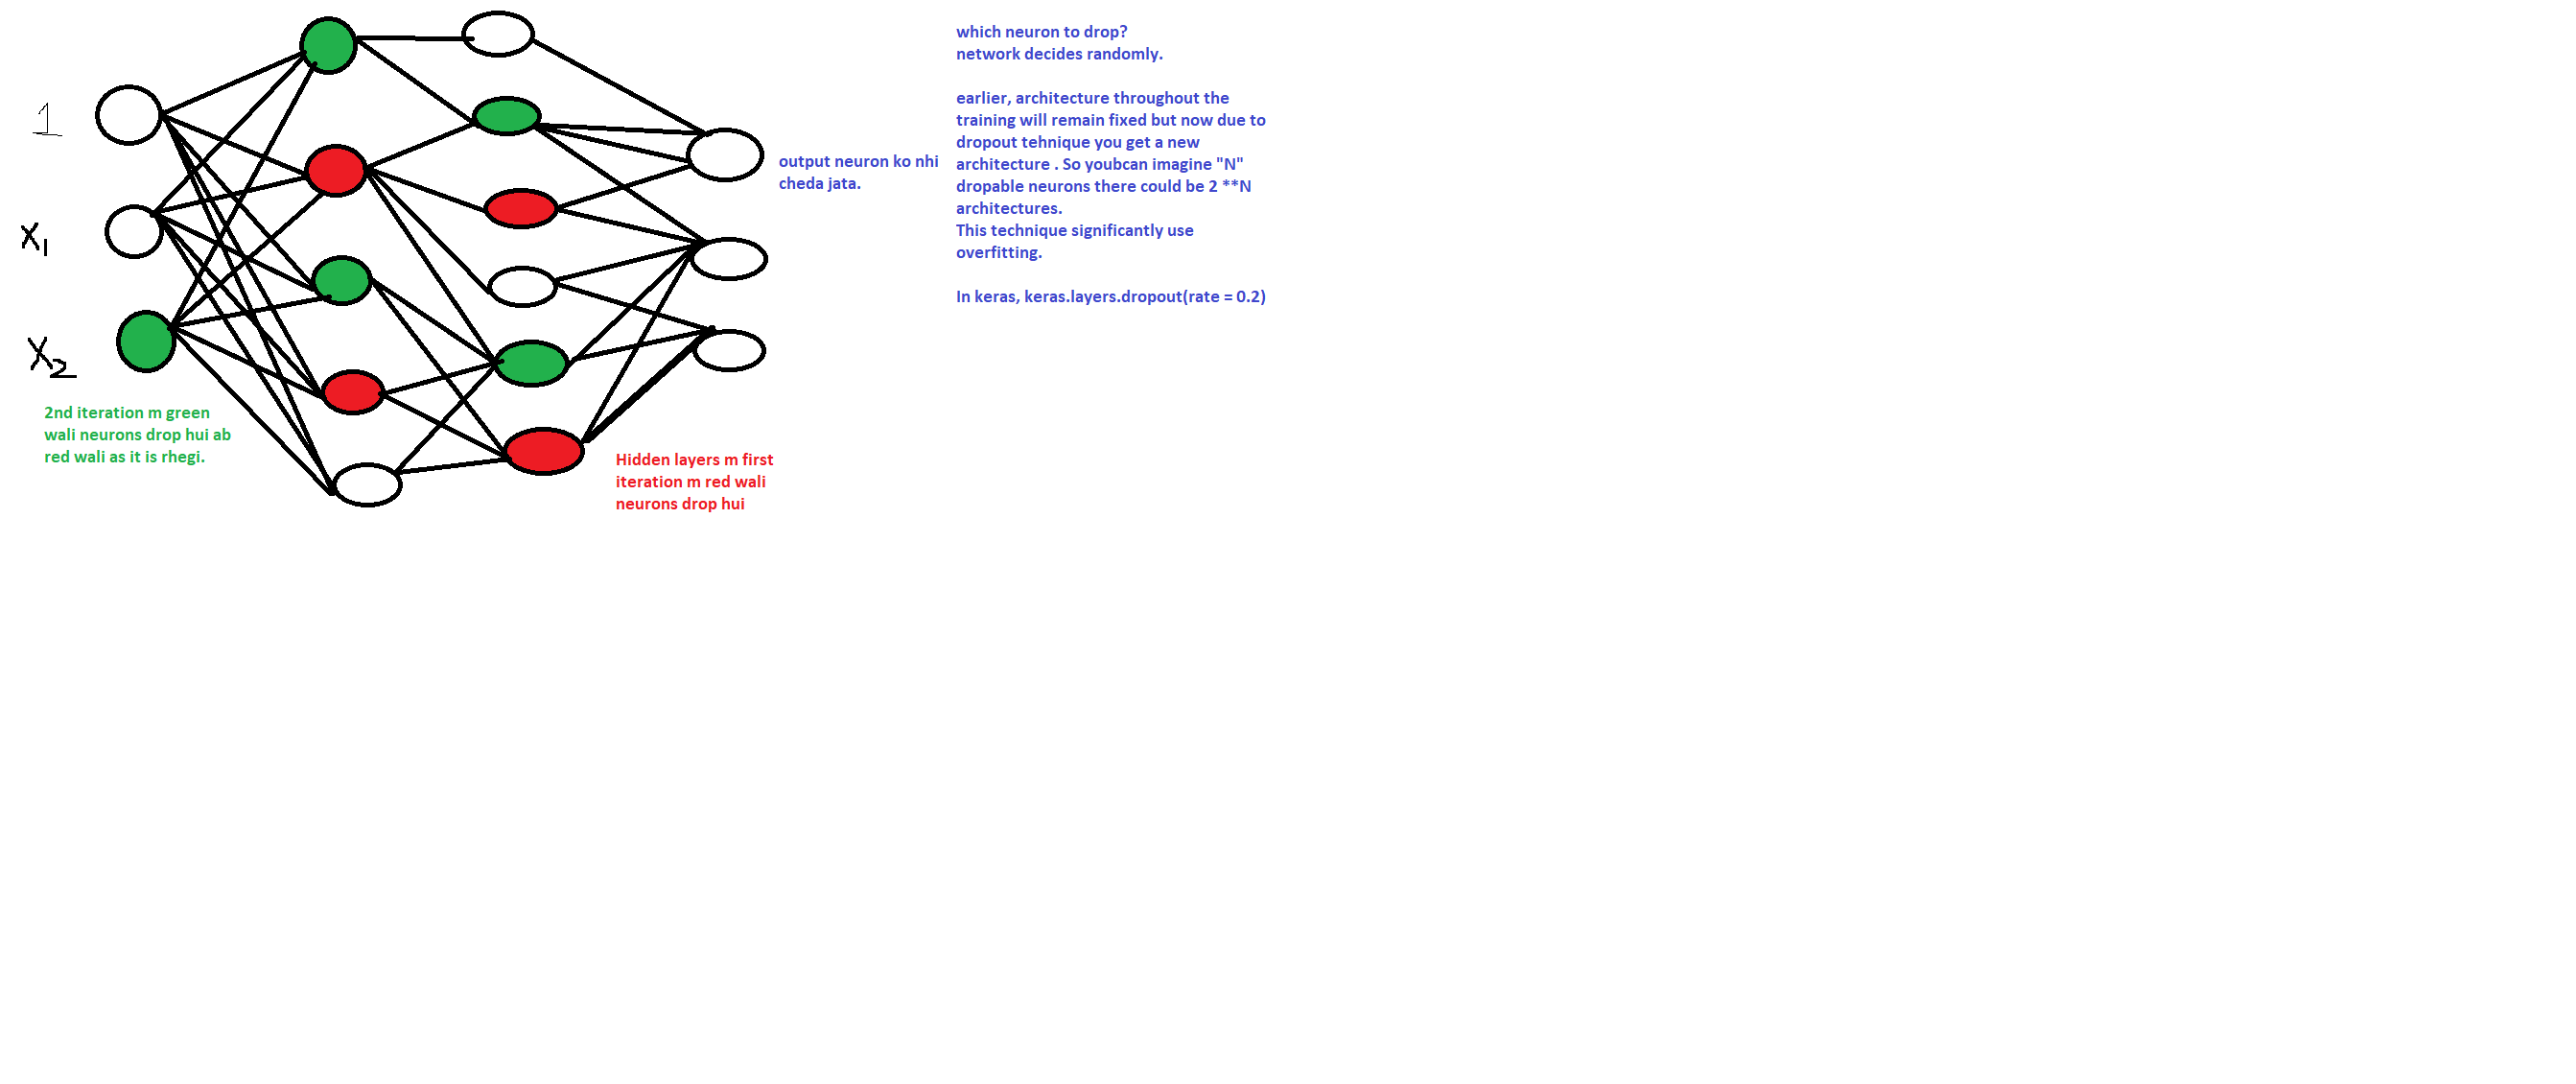 1
X1
X2
2nd iteration m green
wali neurons drop hui ab
red wali as it is rhegi.
Hidden layers m first
iteration m red wali
neurons drop hui
output neuron ko nhi
cheda jata.
which neuron to drop?
network decides randomly.
earlier, architecture throughout the
training will remain fixed but now due to
dropout tehnique you get a new
architecture . So youbcan imagine "N"
dropable neurons there could be 2 **N
architectures.
This technique significantly use
overfitting.
In keras, keras.layers.dropout(rate = 0.2)